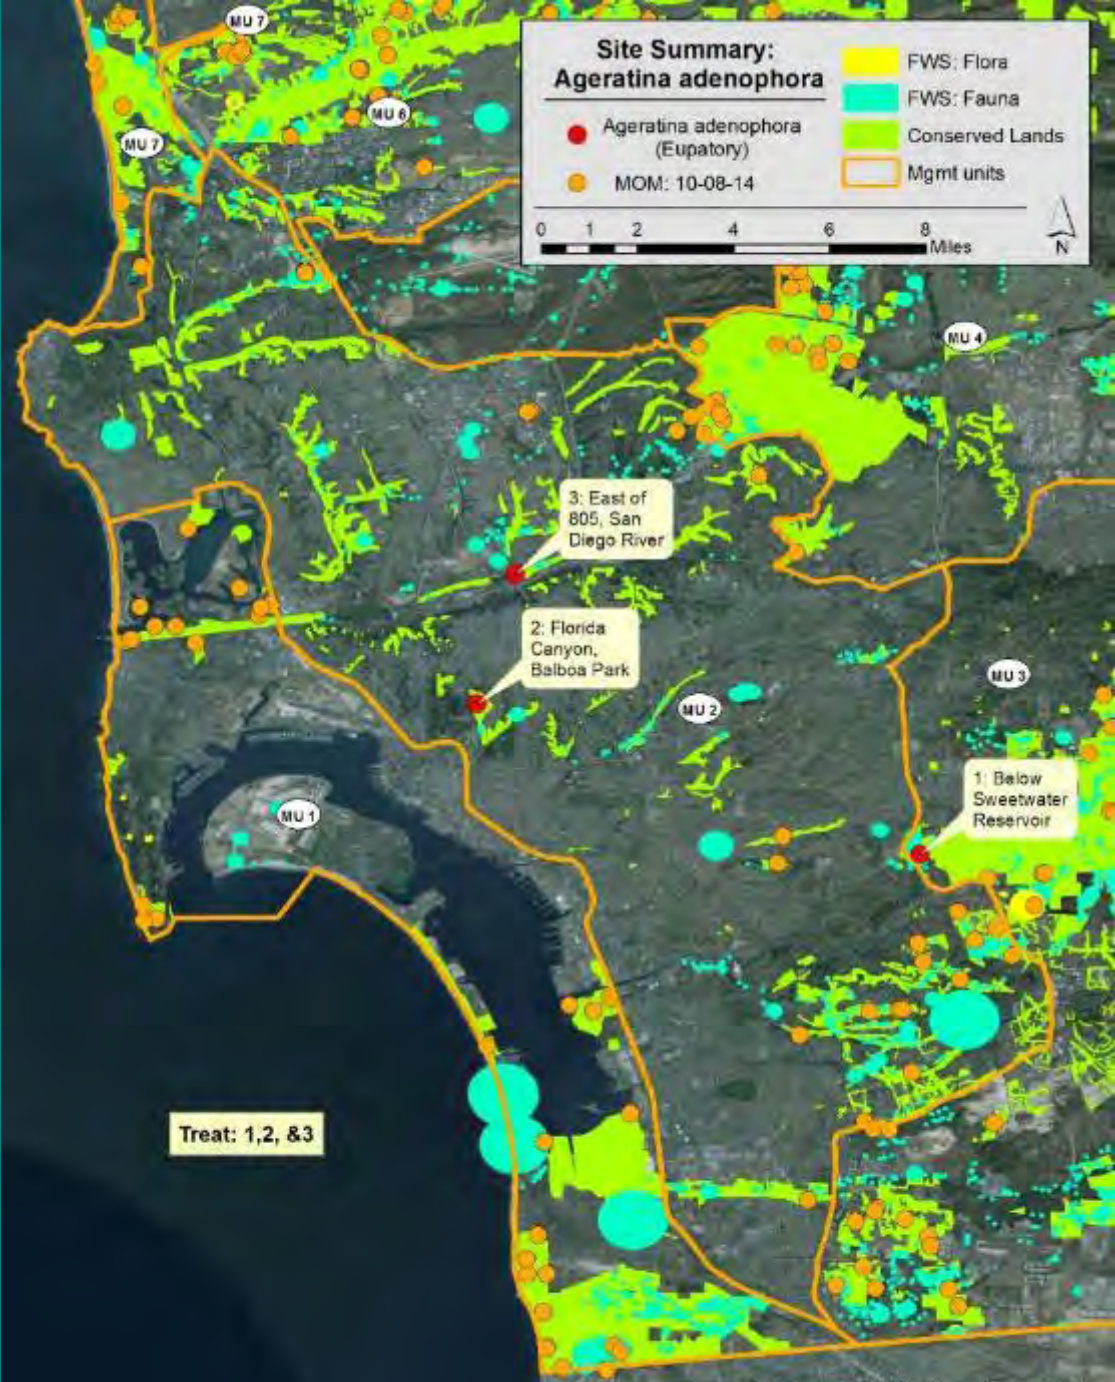 MU 7
Site Summary:
Ageratina adenophora
Ageratina adenophora
(Eupatory)
MOM: 10-08-14
FWS: Flora
FWS: Fauna
Conserved Lands
Mgmt units
0 1 2 4 6 8
Miles
N
MU 6
MU 7
MU 4
3: East of
805, San
Diego River
2: Florida
Canyon,
Balboa Park
MU 3
MU 2
1: Below
Sweetwater
Reservoir
MU 1
Treat: 1,2, &3